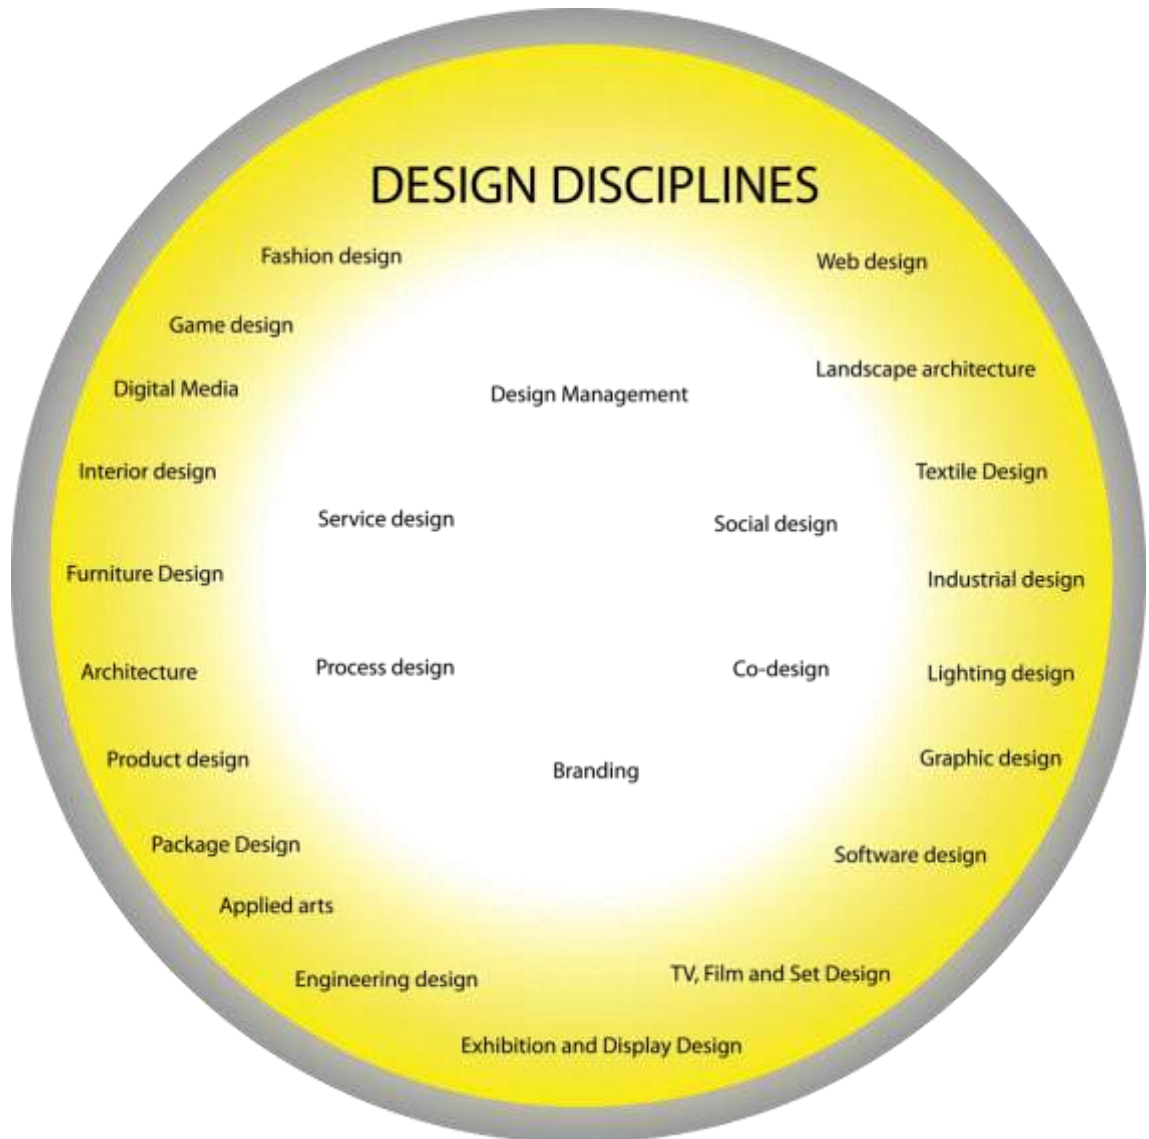 DESIGN DISCIPLINES
Fashion design
Web design
Game design
Landscape architecture
Digital Media
Design Management
Interior design
Textile Design
Service design
Social design
Furniture Design
Industrial design
Architecture
Process design
Co-design
Lighting design
Product design
Branding
Graphic design
Package Design
Software design
Applied arts
Engineering design
TV, Film and Set Design
Exhibition and Display Design